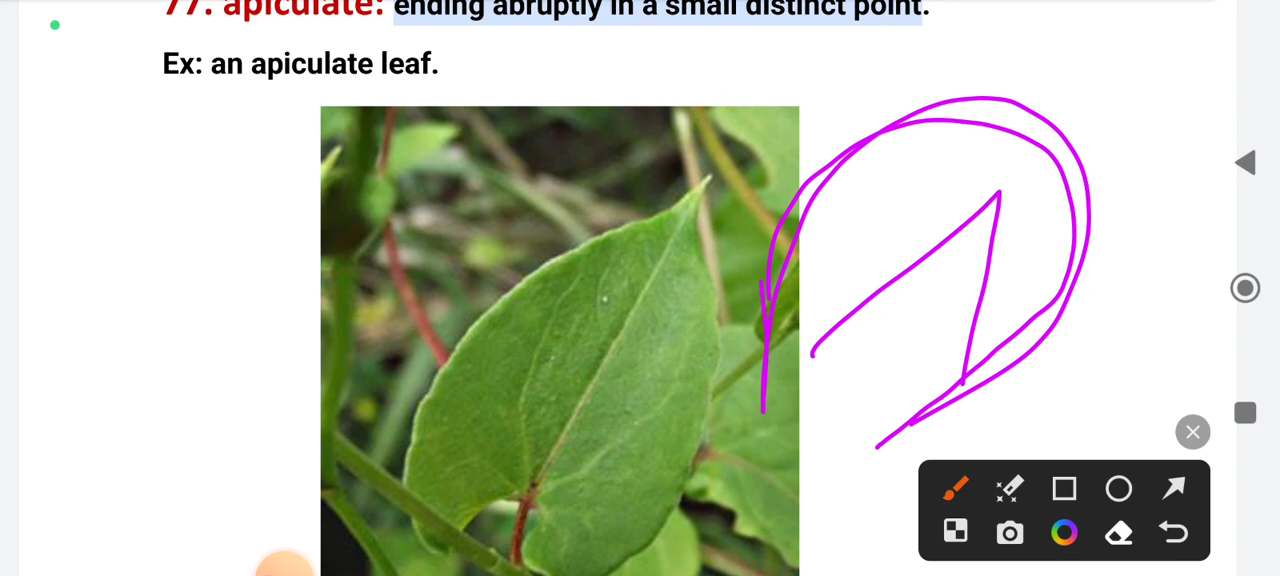 77. apiculate: ending abruptly in a small distinct point.
Ex: an apiculate leaf.